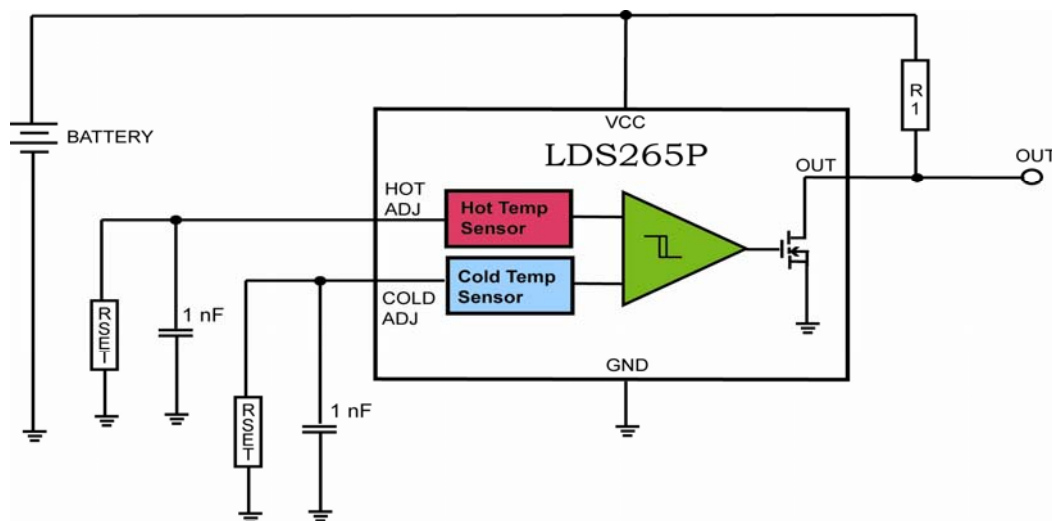 VCC
LDS265P
R
1
BATTERY
OUT
OUT
HOT
ADJ
Hot Temp
Sensor
Cold Temp
Sensor
COLD
ADJ
RSET
1 nF
RSET
1 nF
GND